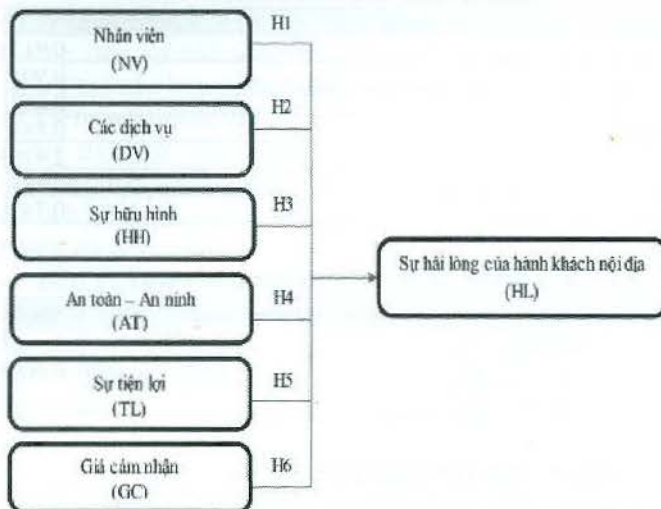 Nhân viên
(NV)
H1
Các dịch vụ
(DV)
H2
Sự hữu hình
(HH)
H3
An toàn – An ninh
(AT)
H4
Sự tiện lợi
(TL)
H5
Giá cảm nhận
(GC)
H6
Sự hài lòng của hành khách nội địa
(HL)